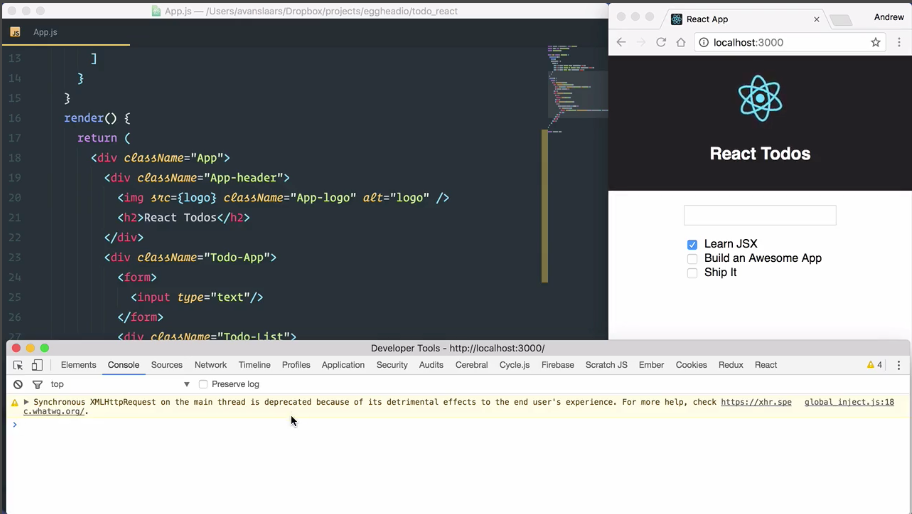 App.js — /Users/avanslaars/Dropbox/projects/eggheadio/todo_react
App.js
13 ]
14 }
15 }
16 render() {
17 return (
18 <div className="App">
19 <div className="App-header">
20 <img src={logo} className="App-logo" alt="logo" />
21 <h2>React Todos</h2>
22 </div>
23 <div className="Todo-App">
24 <form>
25 <input type="text"/>
26 </form>
27 <div className="Todo-List">
React App
Andrew
localhost:3000
React Todos
Learn JSX
Build an Awesome App
Ship It
Developer Tools - http://localhost:3000/
Elements Console Sources Network Timeline Profiles Application Security Audits Cerebral Cycle.js Firebase Scratch JS Ember Cookies Redux React 4
top Preserve log
Synchronous XMLHttpRequest on the main thread is deprecated because of its detrimental effects to the end user's experience. For more help, check https://xhr.spe global_inject.js:18
c.whatwg.org/.